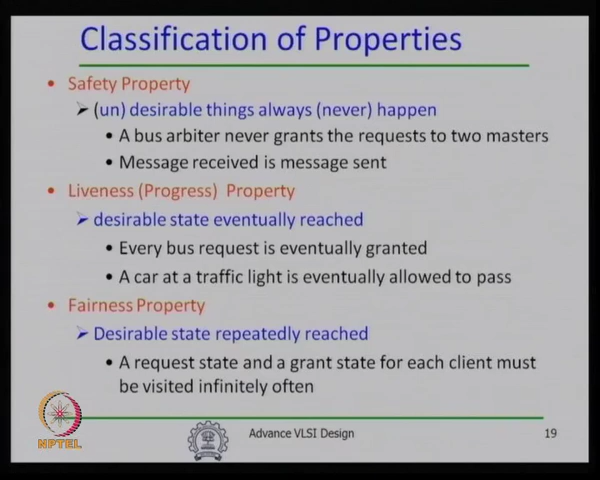 Classification of Properties
• Safety Property
➢ (un) desirable things always (never) happen
• A bus arbiter never grants the requests to two masters
• Message received is message sent
• Liveness (Progress) Property
➢ desirable state eventually reached
• Every bus request is eventually granted
• A car at a traffic light is eventually allowed to pass
• Fairness Property
➢ Desirable state repeatedly reached
• A request state and a grant state for each client must
be visited infinitely often
NPTEL
Advance VLSI Design
19